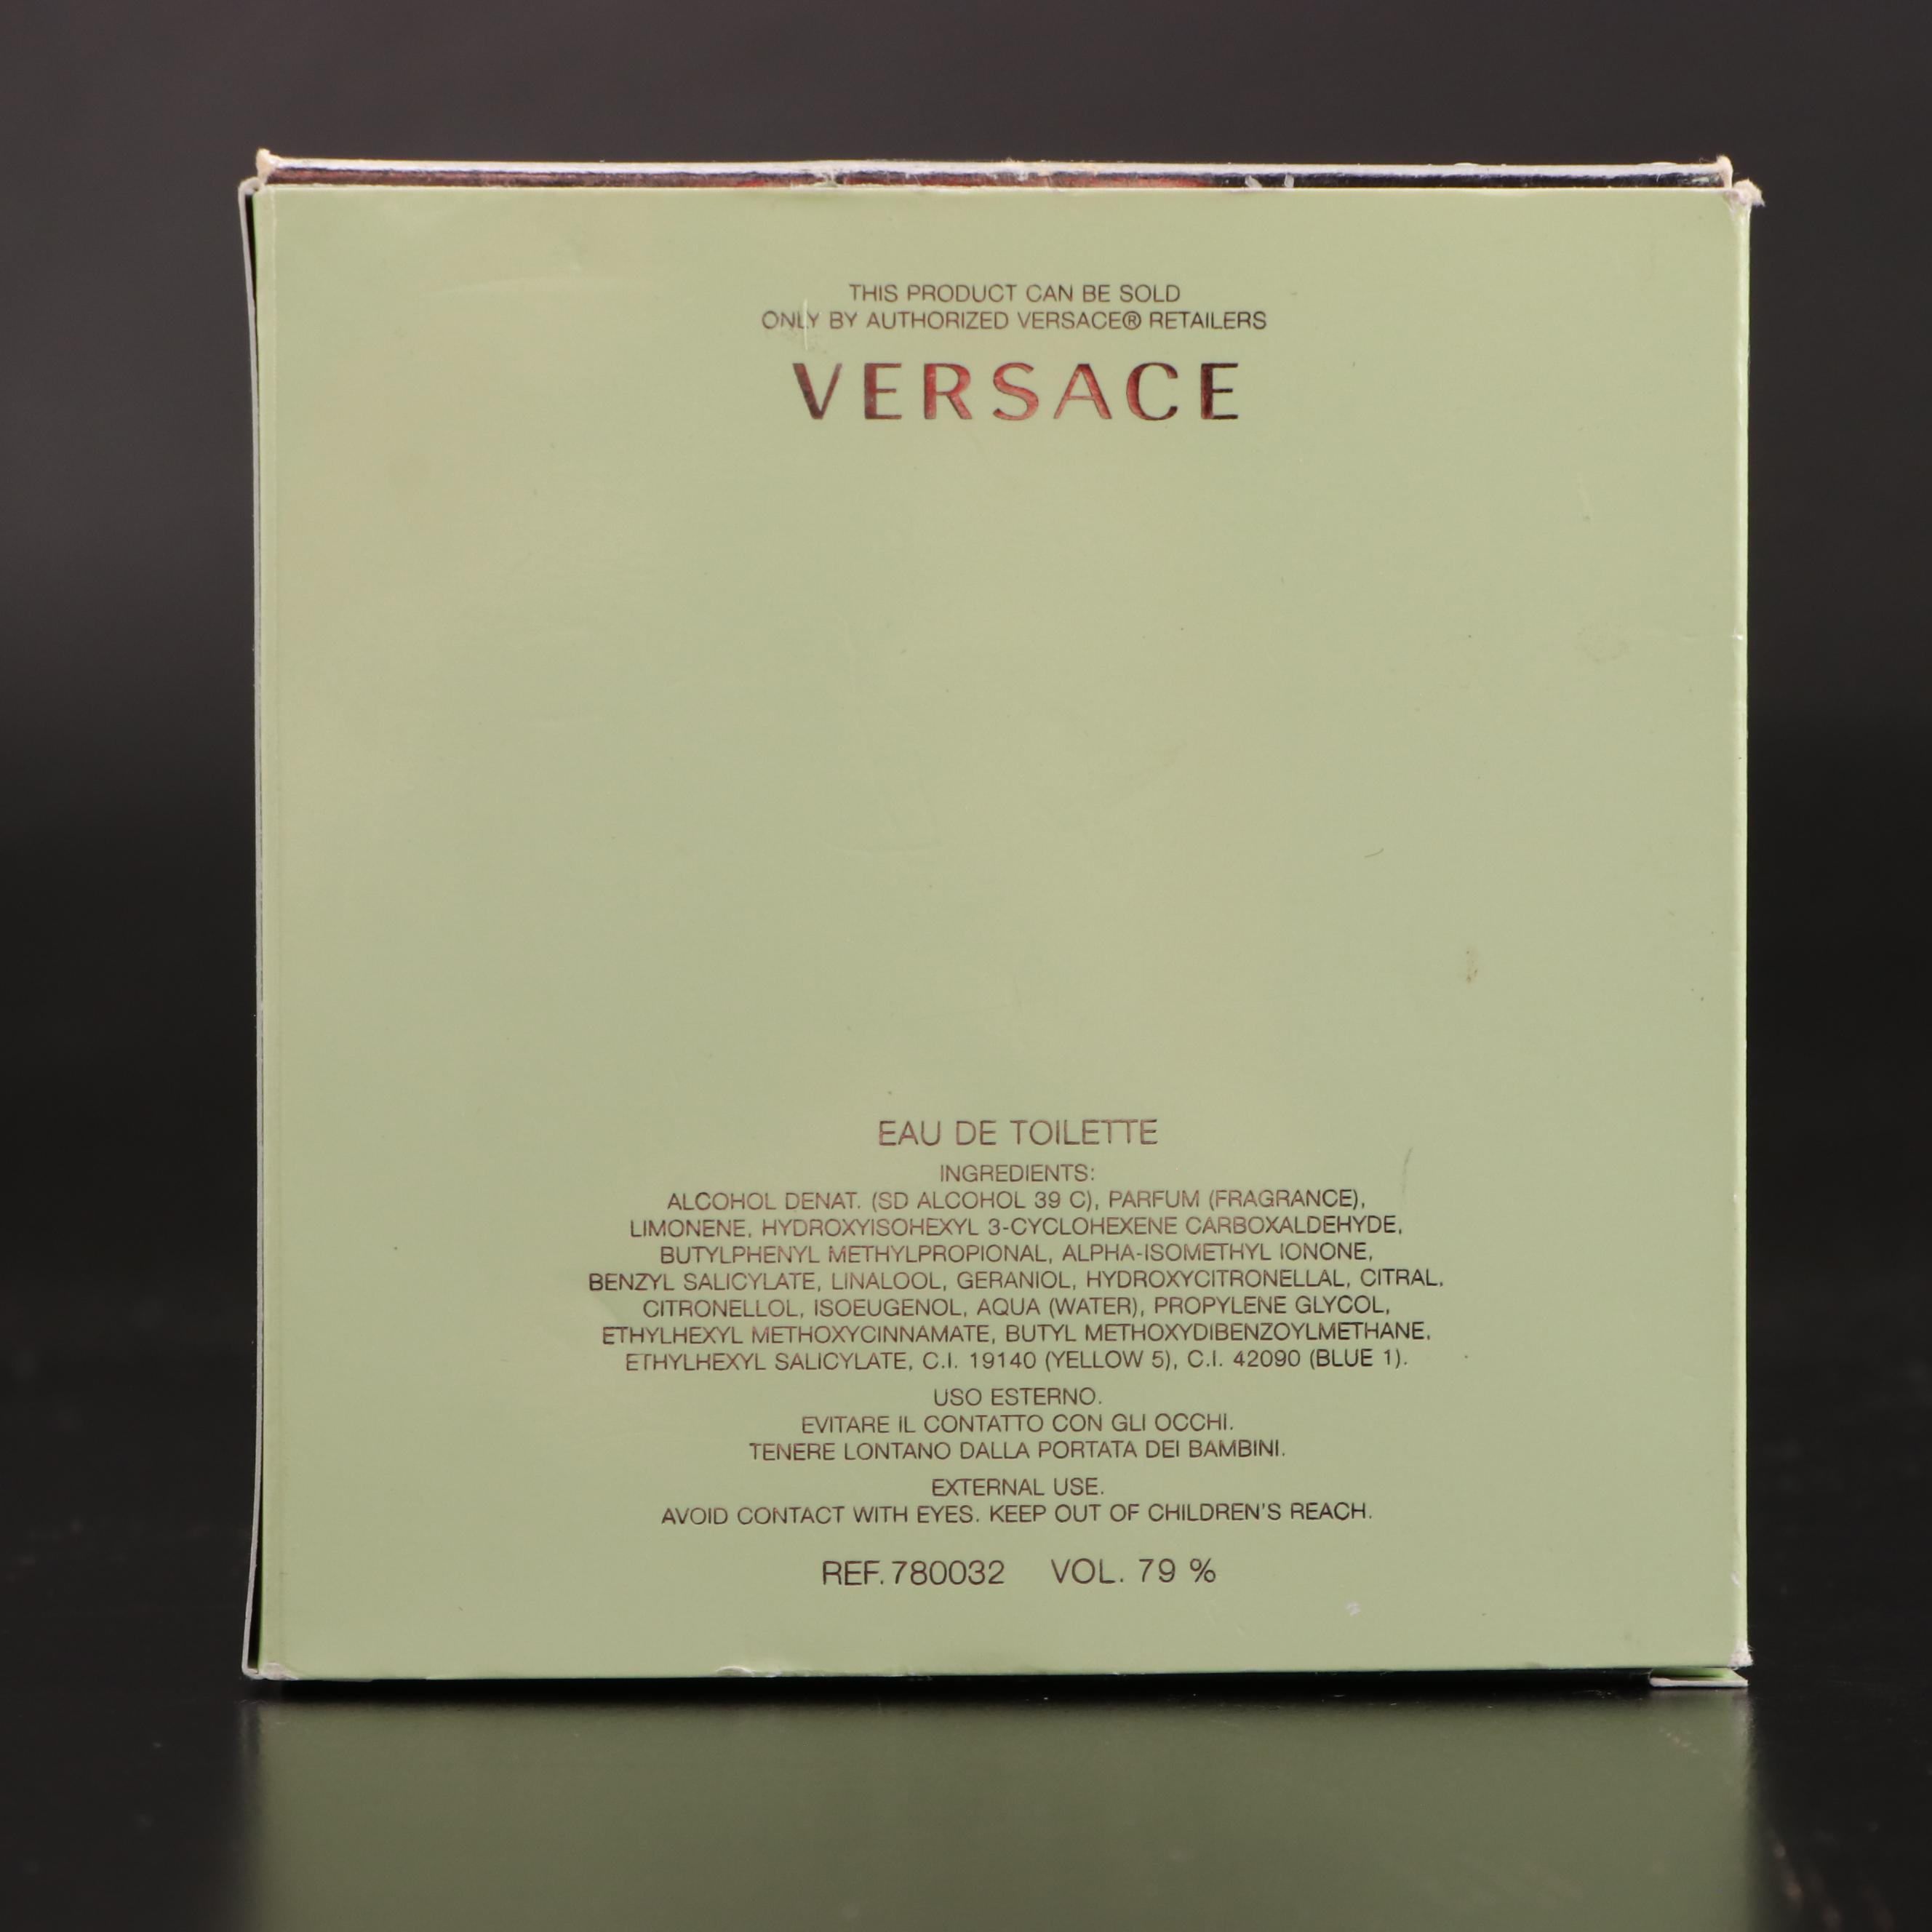 THIS PRODUCT CAN BE SOLD
ONLY BY AUTHORIZED VERSACE® RETAILERS
VERSACE
EAU DE TOILETTE
INGREDIENTS:
ALCOHOL DENAT. (SD ALCOHOL 39 C), PARFUM (FRAGRANCE),
LIMONENE, HYDROXYISOHEXYL 3-CYCLOHEXENE CARBOXALDEHYDE,
BUTYLPHENYL METHYLPROPIONAL, ALPHA-ISOMETHYL IONONE,
BENZYL SALICYLATE, LINALOOL, GERANIOL, HYDROXYCITRONELLAL, CITRAL,
CITRONELLOL, ISOEUGENOL, AQUA (WATER), PROPYLENE GLYCOL,
ETHYLHEXYL METHOXYCINNAMATE, BUTYL METHOXYDIBENZOYLMETHANE,
ETHYLHEXYL SALICYLATE, C.I. 19140 (YELLOW 5), C.I. 42090 (BLUE 1).
USO ESTERNO.
EVITARE IL CONTATTO CON GLI OCCHI.
TENERE LONTANO DALLA PORTATA DEI BAMBINI.
EXTERNAL USE.
AVOID CONTACT WITH EYES. KEEP OUT OF CHILDREN'S REACH.
REF. 780032 VOL. 79 %